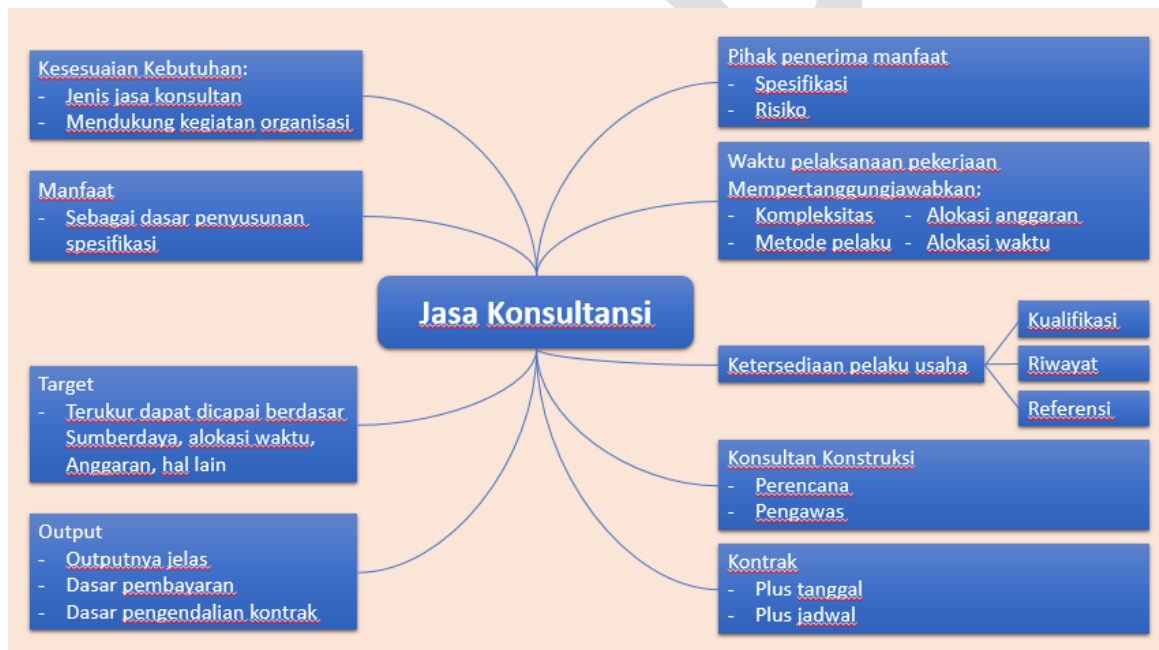 Kesesuaian Kebutuhan:
- Jenis jasa konsultan
- Mendukung kegiatan organisasi
Manfaat
- Sebagai dasar penyusunan
spesifikasi
Target
- Terukur dapat dicapai berdasar
Sumberdaya, alokasi waktu,
Anggaran, hal lain
Output
- Outputnya jelas
- Dasar pembayaran
- Dasar pengendalian kontrak
Jasa Konsultansi
Pihak penerima manfaat
- Spesifikasi
- Risiko
Waktu pelaksanaan pekerjaan
Mempertanggungjawabkan:
- Kompleksitas - Alokasi anggaran
- Metode pelaku - Alokasi waktu
Ketersediaan pelaku usaha
Kualifikasi
Riwayat
Referensi
Konsultan Konstruksi
- Perencana
- Pengawas
Kontrak
- Plus tanggal
- Plus jadwal